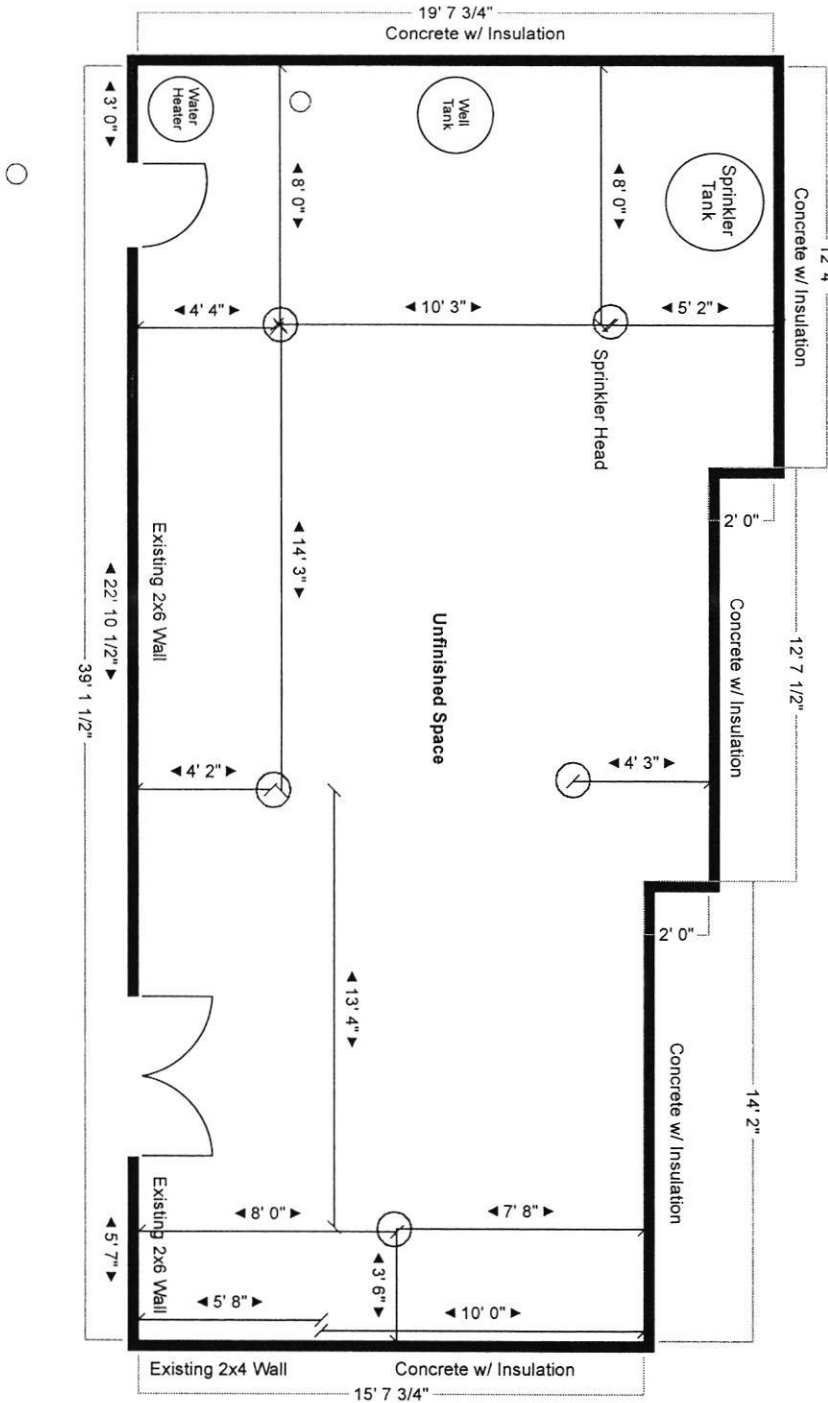 19' 7 3/4"
Concrete w/ Insulation
◄ 3' 0" ►
Water
Heater
◄ 8' 0" ►
Well
Tank
◄ 8' 0" ►
Sprinkler
Tank
Concrete w/ Insulation
◄ 4' 4" ►
◄ 10' 3" ►
◄ 5' 2" ►
Sprinkler Head
2' 0"
Existing 2x6 Wall
◄ 14' 3" ►
◄ 22' 10 1/2" ►
39' 1 1/2"
Unfinished Space
Concrete w/ Insulation
12' 7 1/2"
◄ 4' 2" ►
◄ 4' 3" ►
2' 0"
◄ 13' 4" ►
Concrete w/ Insulation
14' 2"
◄ 5' 7" ►
Existing 2x6 Wall
◄ 8' 0" ►
◄ 7' 8" ►
◄ 3' 6" ►
◄ 5' 8" ►
◄ 10' 0" ►
Existing 2x4 Wall
Concrete w/ Insulation
15' 7 3/4"